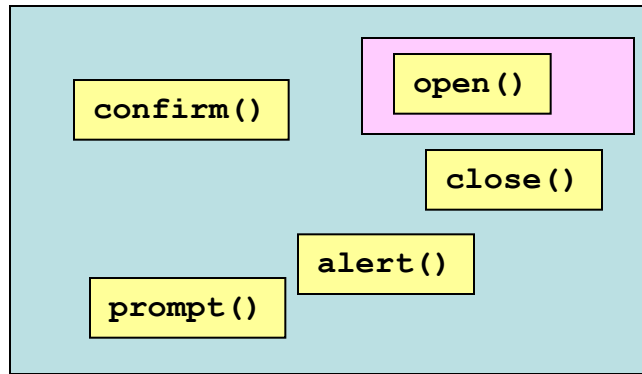 open()
confirm()
close()
alert()
prompt()